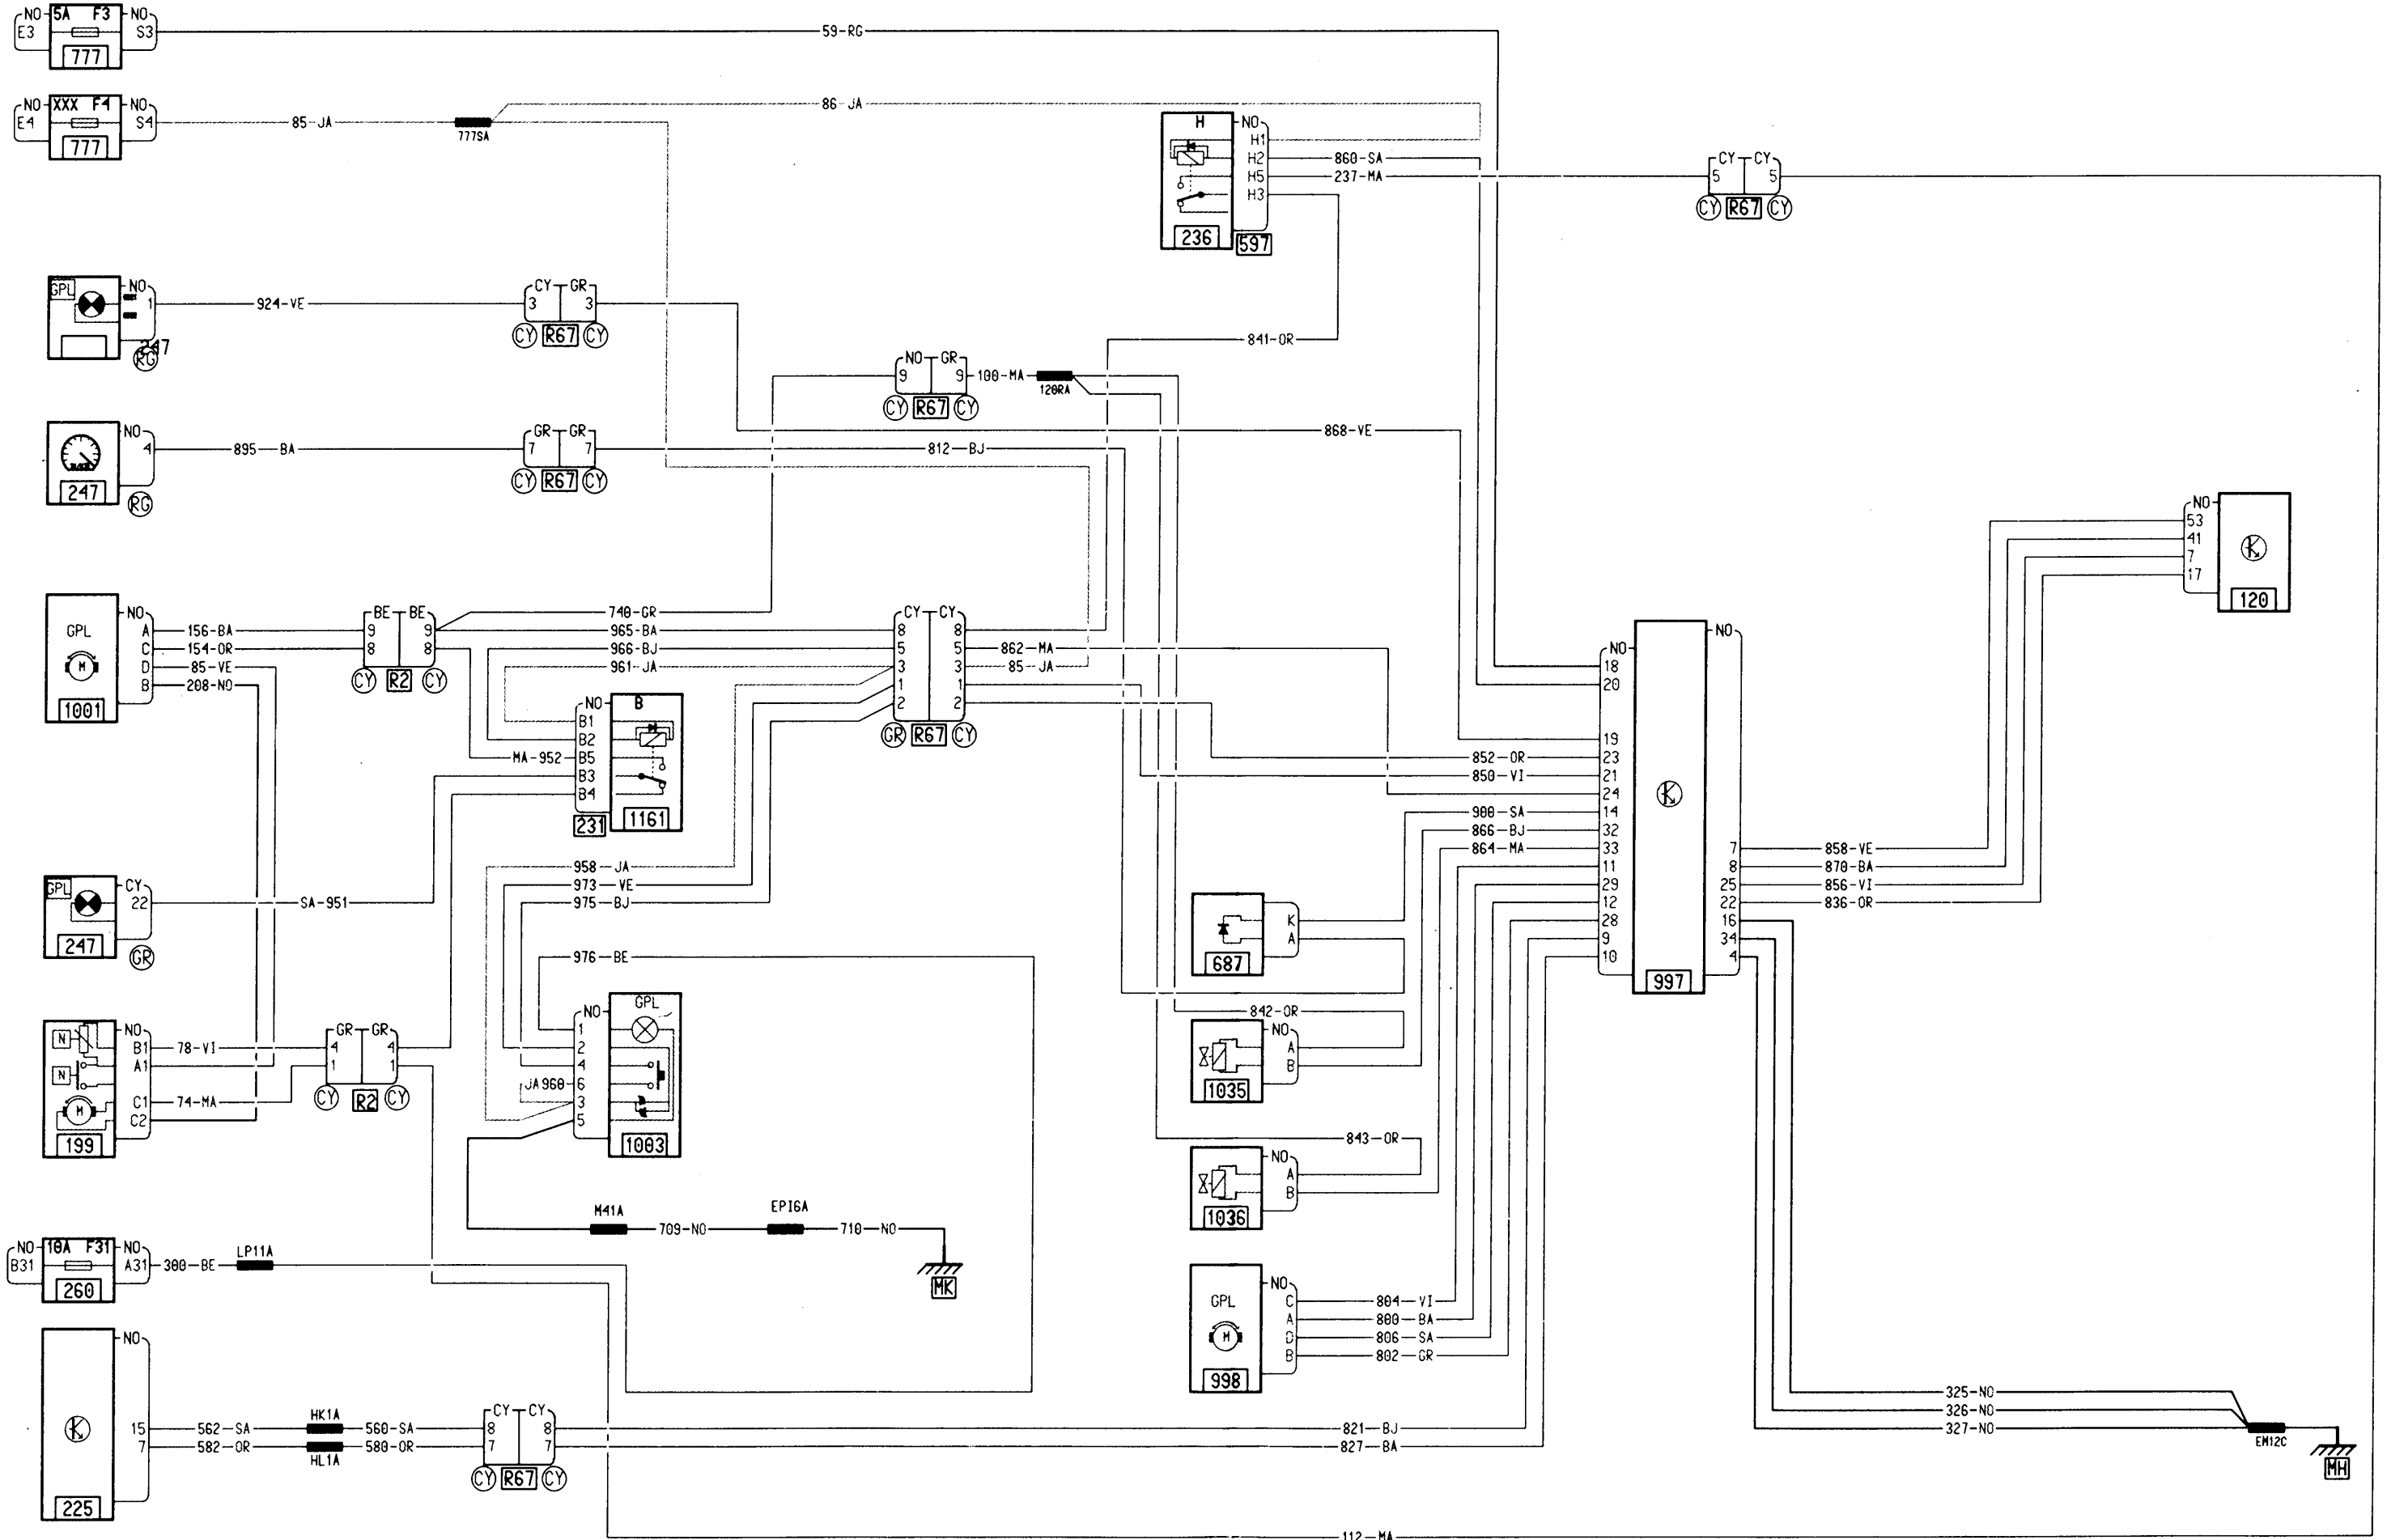 NO 5A F3 NO
E3 S3
777
59-RG
NO XXX F4 NO
E4 S4
777
85-JA
777SA
86-JA
H NO
H1
H2 860-SA
H5 237-MA
H3
236 597
CY CY
5 5
CY R67 CY
GPL NO
1 924-VE
247
RG
CY GR
3 3
CY R67 CY
841-OR
NO GR
9 9 100-MA
120RA
CY R67 CY
868-VE
NO
4 895-BA
247
RG
GR GR
7 7
CY R67 CY
812-BJ
NO
53
41
7
17
120
GPL
M
1001
NO
A 156-BA
C 154-OR
D 85-VE
B 208-NO
BE BE
9 9
8 8
CY R2 CY
740-GR
965-BA
966-BJ
961-JA
CY CY
8 8
5 5 862-MA
3 3 85-JA
1 1
2 2
GR R67 CY
NO B
B1
B2
MA-952 B5
B3
B4
231 1161
NO NO
18
20
19
852-OR 23
850-VI 21
24
900-SA 14
866-BJ 32
864-MA 33
11
29
12
28
9
10
997
7 858-VE
8 870-BA
25 856-VI
22 836-OR
16
34
4
958-JA
973-VE
975-BJ
GPL CY
22 SA-951
247
GR
K
A
687
976-BE
NO GPL
1
2
4
JA960 6
3
5
1003
842-OR
NO
A
B
1035
N NO
B1 78-VI
N A1
C1 74-MA
M C2
199
GR GR
4 4
1 1
CY R2 CY
843-OR
NO
A
B
1036
M41A 709-NO EPI6A 710-NO
MK
NO 10A F31 NO
B31 A31 300-BE LP11A
260
GPL NO
C 804-VI
A 800-BA
M D 806-SA
B 802-GR
998
NO
15 562-SA HK1A 560-SA
7 582-OR HL1A 580-OR
225
CY CY
8 8
7 7
CY R67 CY
821-BJ
827-BA
325-NO
326-NO
327-NO
EM12C
MH
112-MA